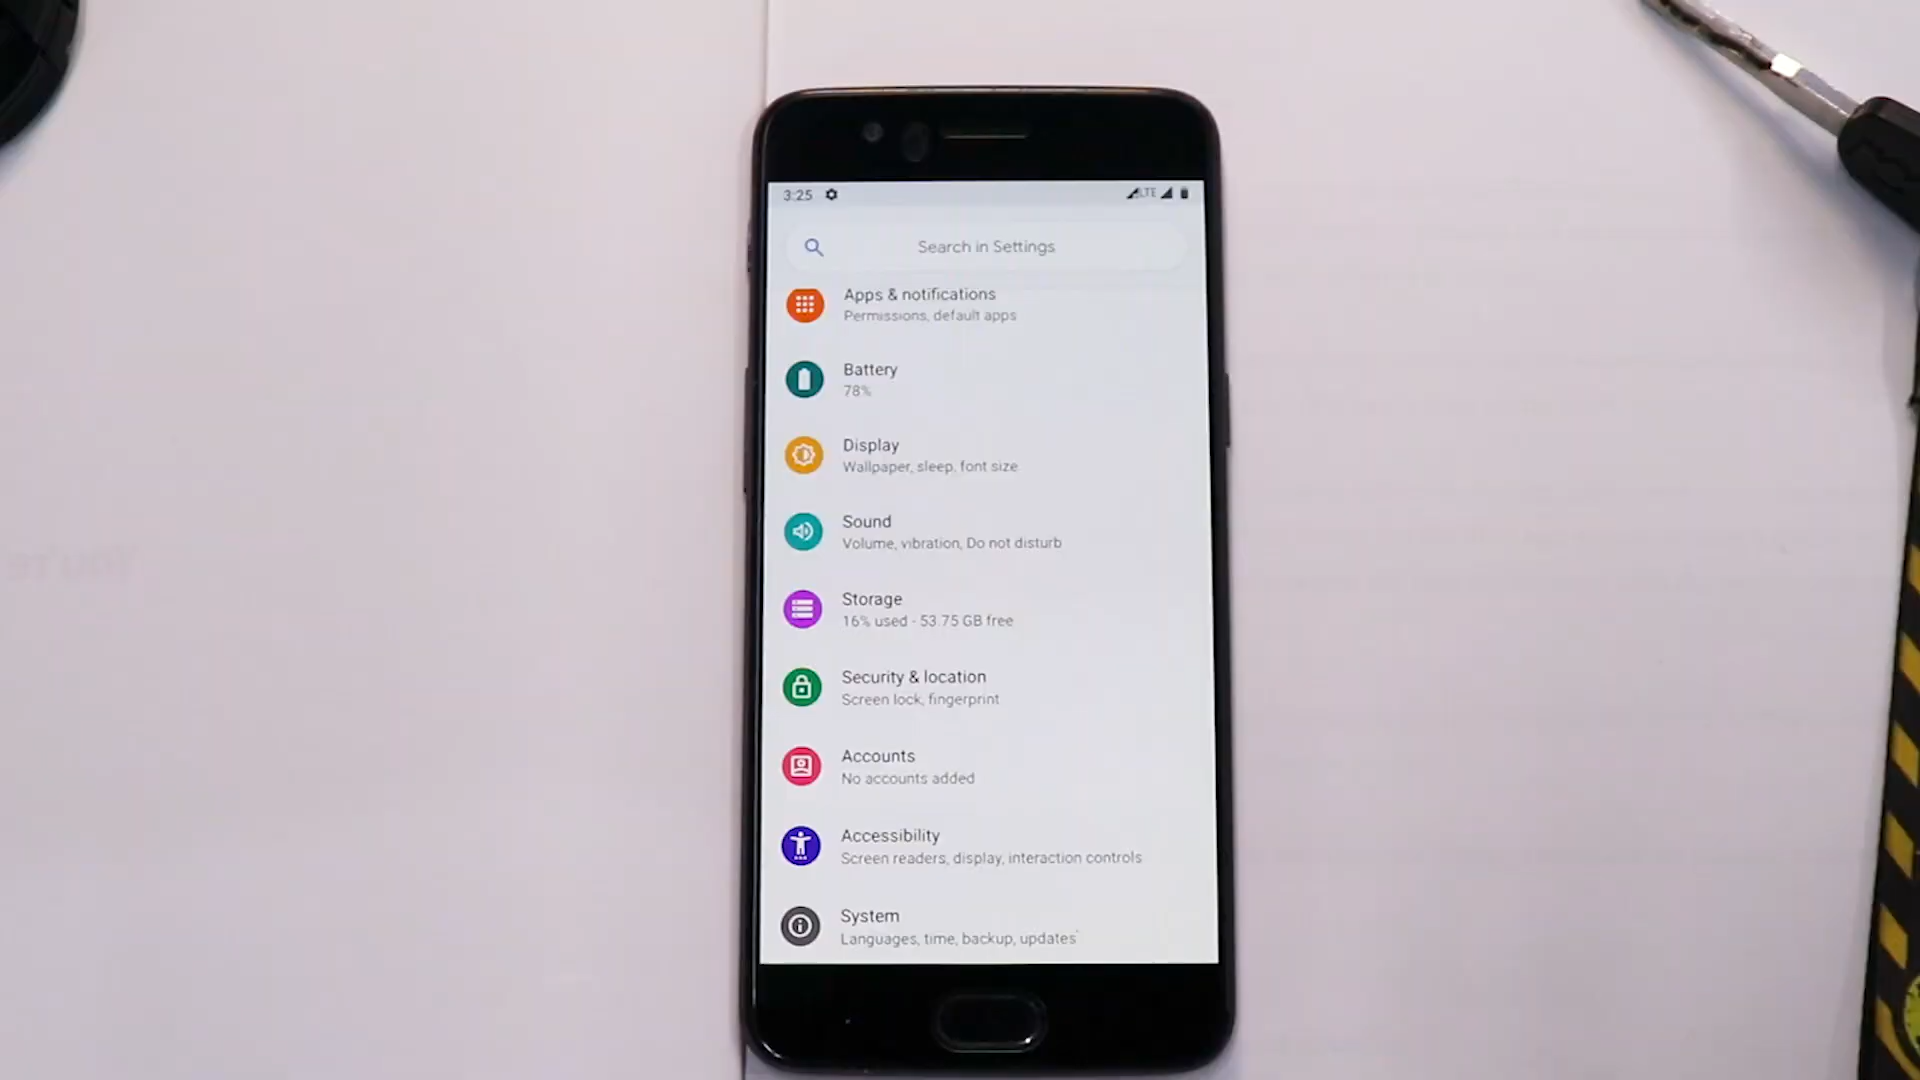 3:25 LTE
Search in Settings
Apps & notifications
Permissions, default apps
Battery
78%
Display
Wallpaper, sleep, font size
Sound
Volume, vibration, Do not disturb
Storage
16% used - 53.75 GB free
Security & location
Screen lock, fingerprint
Accounts
No accounts added
Accessibility
Screen readers, display, interaction controls
System
Languages, time, backup, updates